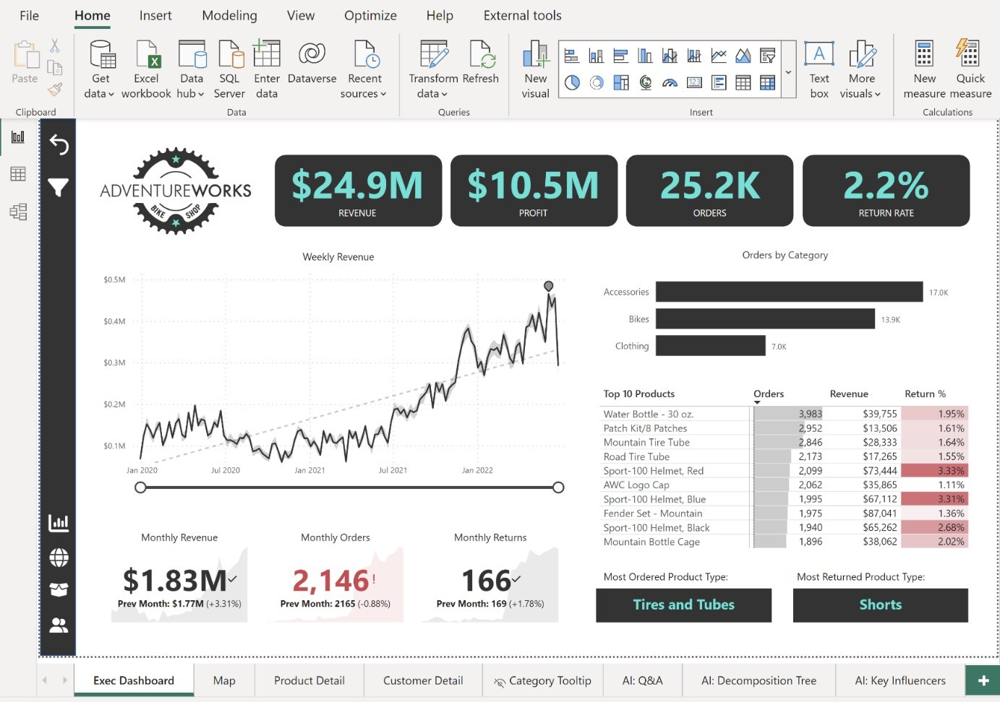 File Home Insert Modeling View Optimize Help External tools
Paste
Get data
Excel workbook
Data hub
SQL Server
Enter data
Dataverse
Recent sources
Transform data
Refresh
New visual
123
A
Text box
More visuals
New measure
Quick measure
Clipboard Data Queries Insert Calculations
ADVENTUREWORKS
BIKE SHOP
$24.9M
REVENUE
$10.5M
PROFIT
25.2K
ORDERS
2.2%
RETURN RATE
Weekly Revenue
$0.5M
$0.4M
$0.3M
$0.2M
$0.1M
Jan 2020 Jul 2020 Jan 2021 Jul 2021 Jan 2022
Orders by Category
Accessories 17.0K
Bikes 13.9K
Clothing 7.0K
Top 10 Products Orders Revenue Return %
Water Bottle - 30 oz. 3,983 $39,755 1.95%
Patch Kit/8 Patches 2,952 $13,506 1.61%
Mountain Tire Tube 2,846 $28,333 1.64%
Road Tire Tube 2,173 $17,265 1.55%
Sport-100 Helmet, Red 2,099 $73,444 3.33%
AWC Logo Cap 2,062 $35,865 1.11%
Sport-100 Helmet, Blue 1,995 $67,112 3.31%
Fender Set - Mountain 1,975 $87,041 1.36%
Sport-100 Helmet, Black 1,940 $65,262 2.68%
Mountain Bottle Cage 1,896 $38,062 2.02%
Monthly Revenue
$1.83M
Prev Month: $1.77M (+3.31%)
Monthly Orders
2,146!
Prev Month: 2165 (-0.88%)
Monthly Returns
166
Prev Month: 169 (+1.78%)
Most Ordered Product Type:
Tires and Tubes
Most Returned Product Type:
Shorts
Exec Dashboard Map Product Detail Customer Detail Category Tooltip AI: Q&A AI: Decomposition Tree AI: Key Influencers +